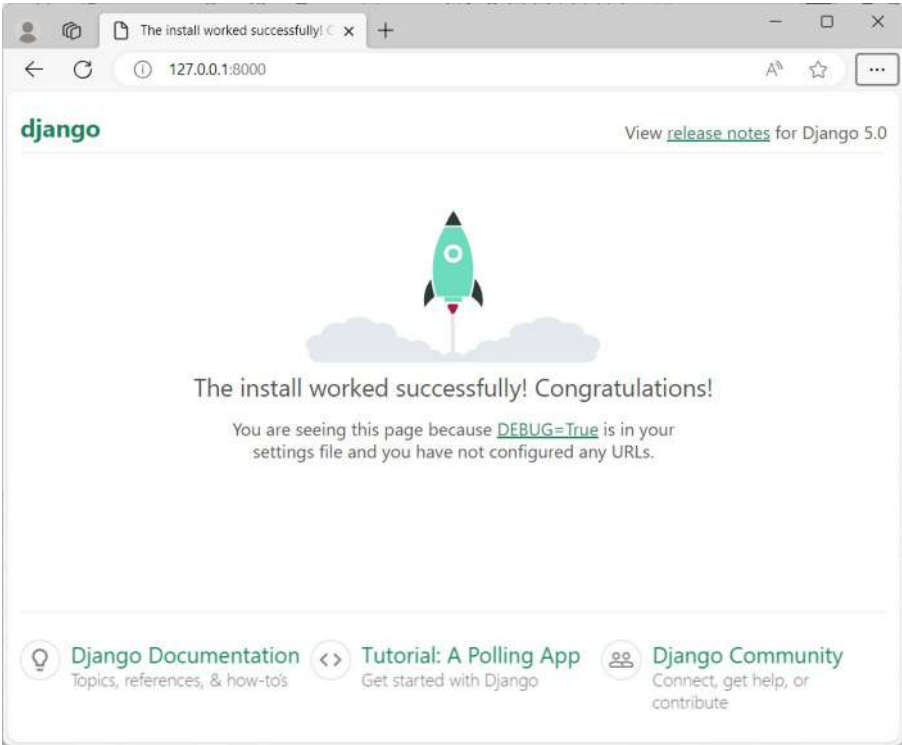 The install worked successfully! C
127.0.0.1:8000
django
View release notes for Django 5.0
The install worked successfully! Congratulations!
You are seeing this page because DEBUG=True is in your
settings file and you have not configured any URLs.
Django Documentation
Topics, references, & how-to's
Tutorial: A Polling App
Get started with Django
Django Community
Connect, get help, or
contribute